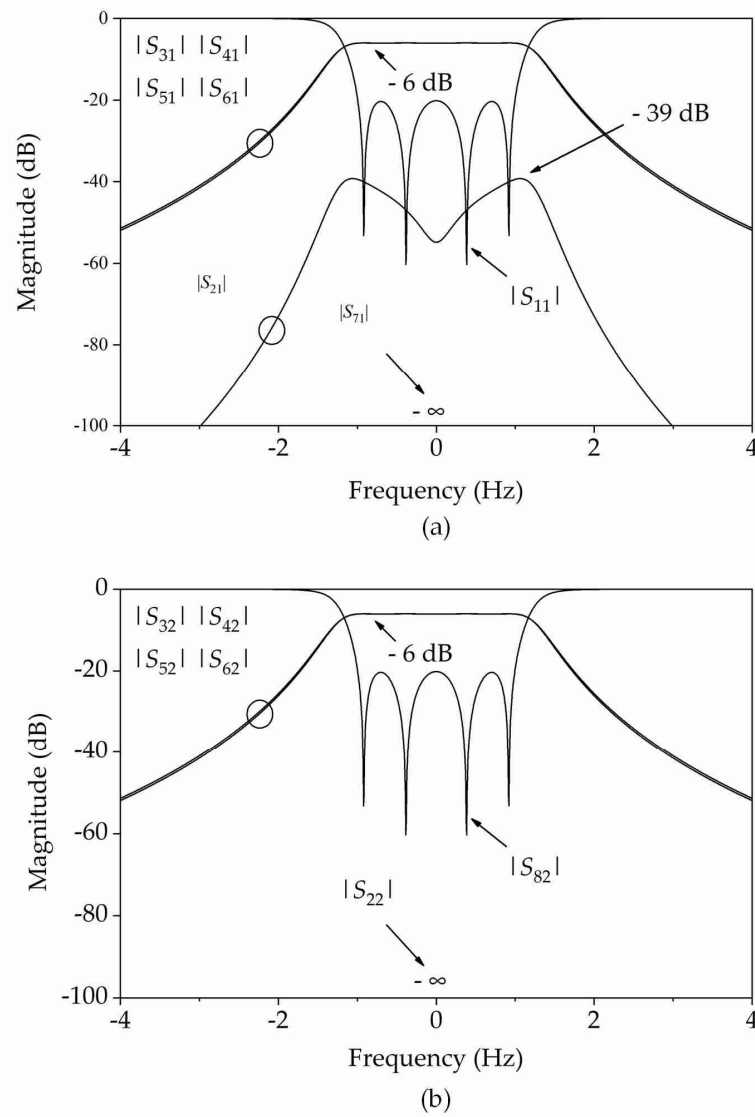 0
|S31| |S41|
|S51| |S61|
- 6 dB
- 39 dB
-20
-40
-60
-80
-100
Magnitude (dB)
|S21|
|S71|
|S11|
- ∞
-4
-2
0
2
4
Frequency (Hz)
(a)
0
|S32| |S42|
|S52| |S62|
- 6 dB
-20
-40
-60
-80
-100
Magnitude (dB)
|S82|
|S22|
- ∞
-4
-2
0
2
4
Frequency (Hz)
(b)